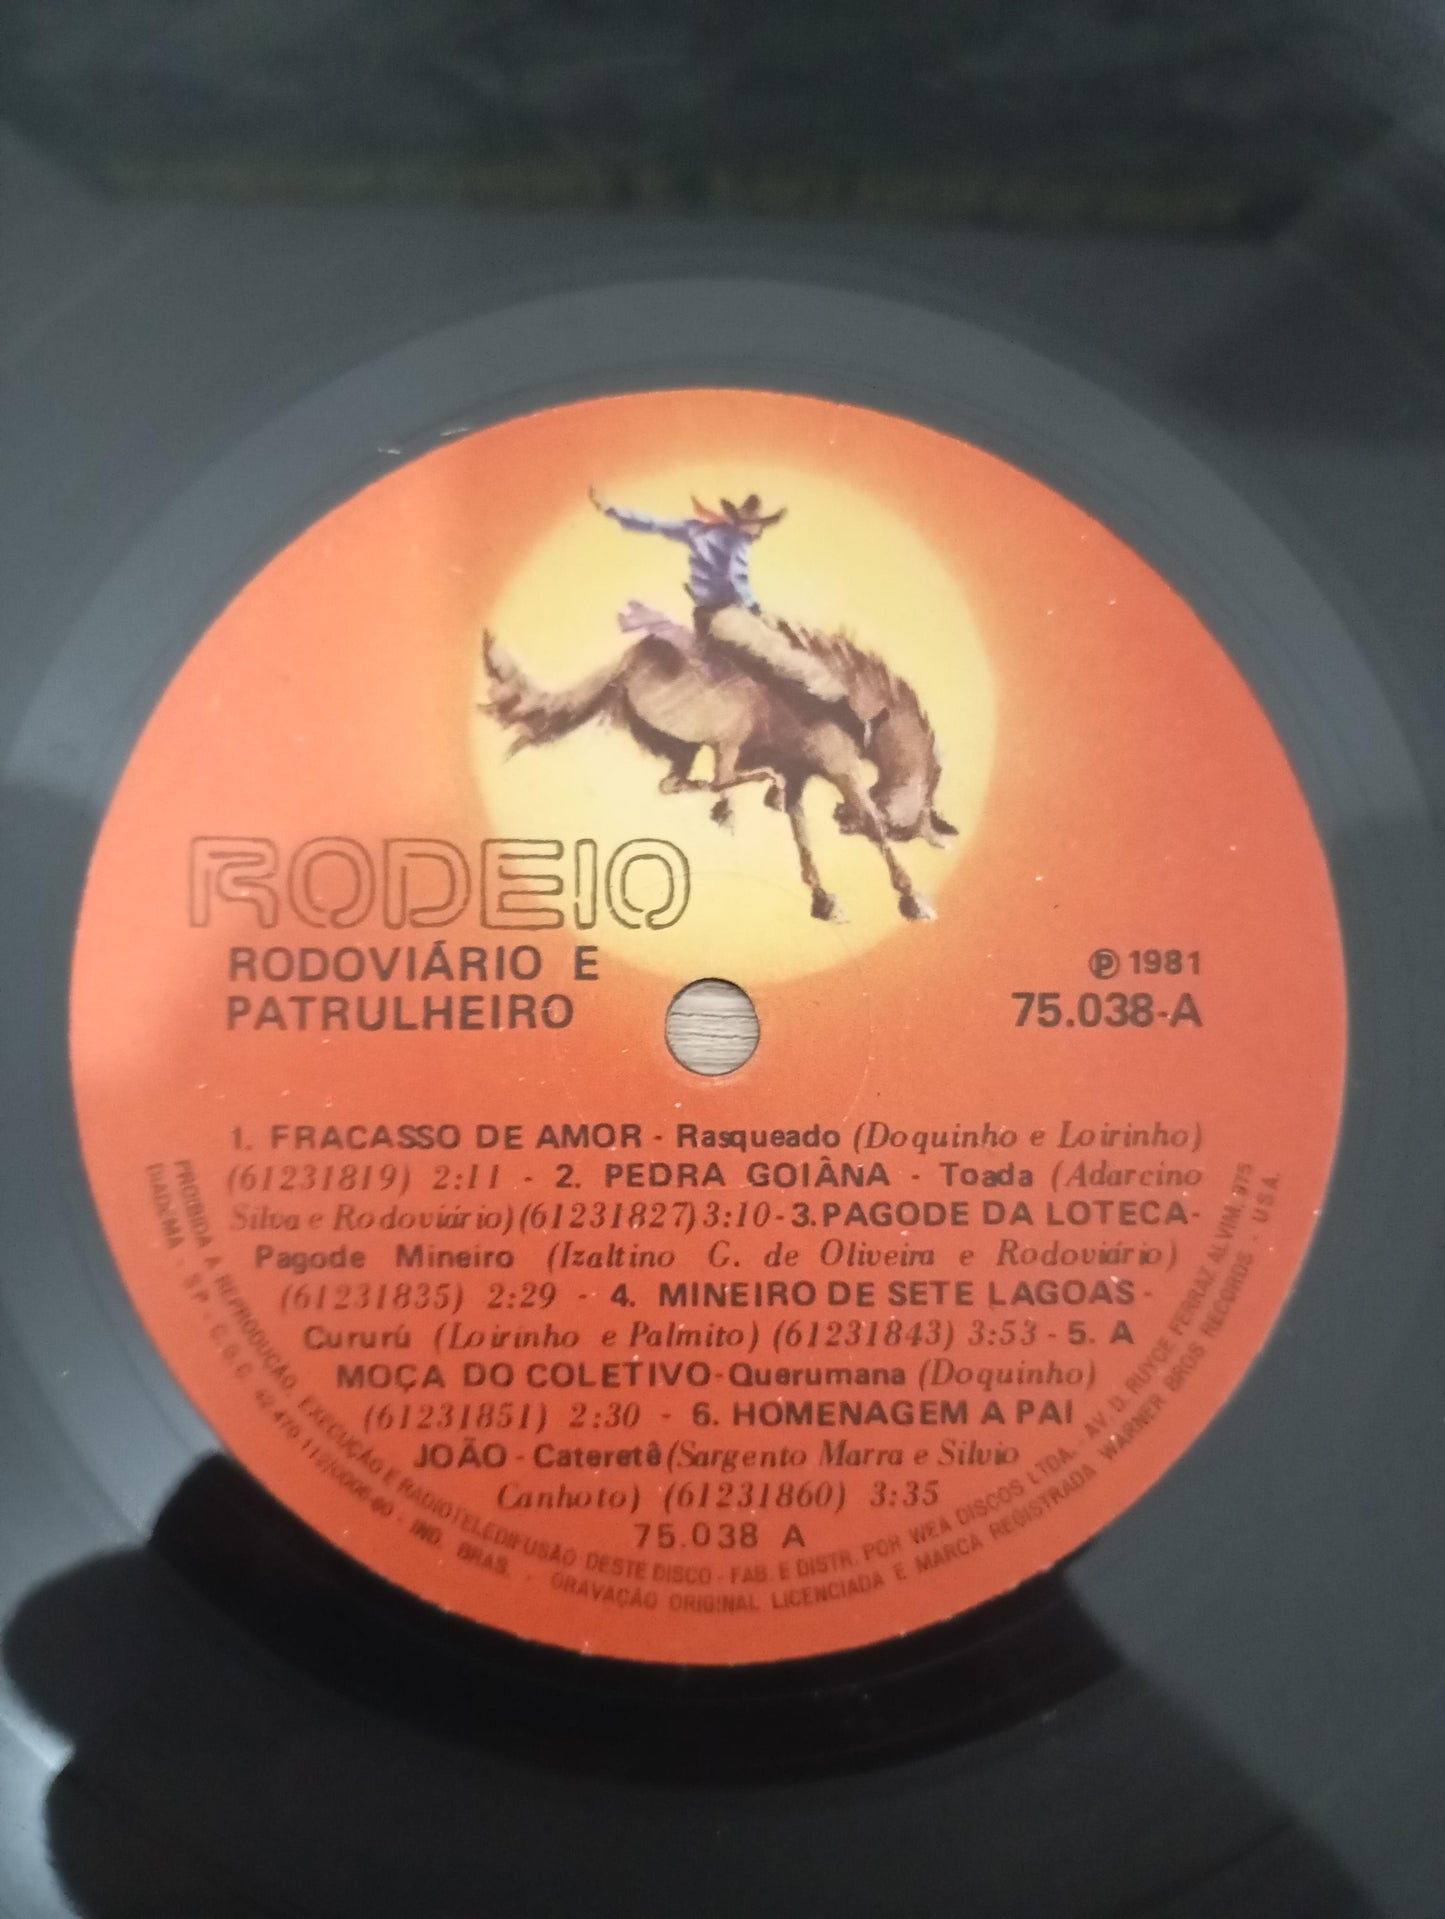 RODEIO
RODOVIÁRIO E
PATRULHEIRO
Ⓟ 1981
75.038-A
1. FRACASSO DE AMOR - Rasqueado (Doquinho e Loirinho)
(61231819) 2:11 - 2. PEDRA GOIÂNA - Toada (Adarcino
Silva e Rodoviário) (61231827) 3:10 - 3. PAGODE DA LOTECA-
Pagode Mineiro (Izaltino G. de Oliveira e Rodoviário)
(61231835) 2:29 - 4. MINEIRO DE SETE LAGOAS -
Cururú (Loirinho e Palmito) (61231843) 3:53 - 5. A
MOÇA DO COLETIVO-Querumana (Doquinho)
(61231851) 2:30 - 6. HOMENAGEM A PAI
JOÃO - Cateretê (Sargento Marra e Silvio
Canhoto) (61231860) 3:35
75.038 A
PROIBIDA A REPRODUÇÃO, EXECUÇÃO E RADIOTELEDIFUSÃO DESTE DISCO - FAB. E DISTR. POR WEA DISCOS LTDA. - AV. D. RUYCE FERRAZ ALVIM, 975
DIADEMA - S.P. - C.G.C. 42.470.112/0006-60 - IND. BRAS. - GRAVAÇÃO ORIGINAL LICENCIADA E MARCA REGISTRADA WARNER BROS RECORDS - U.S.A.